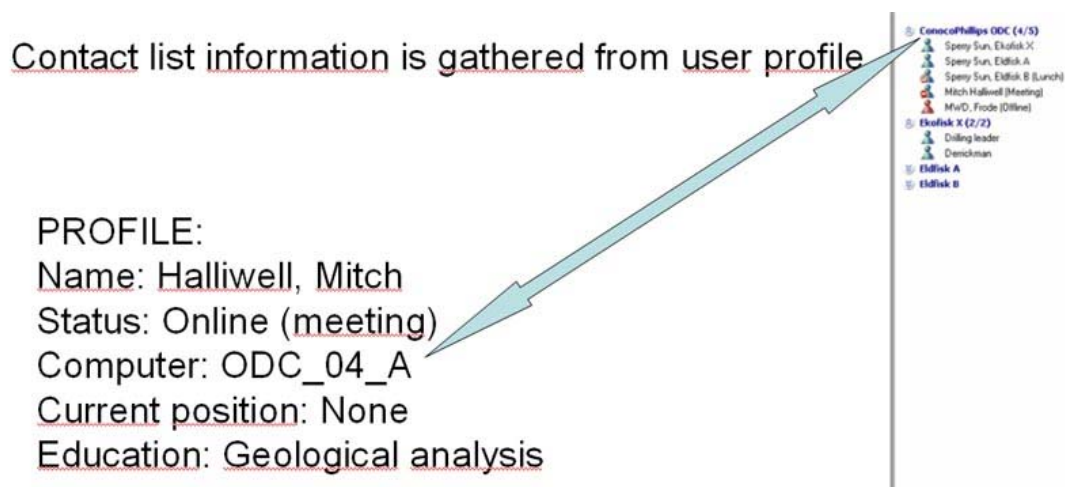 Contact list information is gathered from user profile
PROFILE:
Name: Halliwell, Mitch
Status: Online (meeting)
Computer: ODC_04_A
Current position: None
Education: Geological analysis
ConocoPhillips ODC (4/5)
Sperry Sun, Ekofisk X
Sperry Sun, Eldfisk A
Sperry Sun, Eldfisk B (Lunch)
Mitch Halliwell (Meeting)
MWD, Frode (Offline)
Ekofisk X (2/2)
Drilling leader
Derrickman
Eldfisk A
Eldfisk B